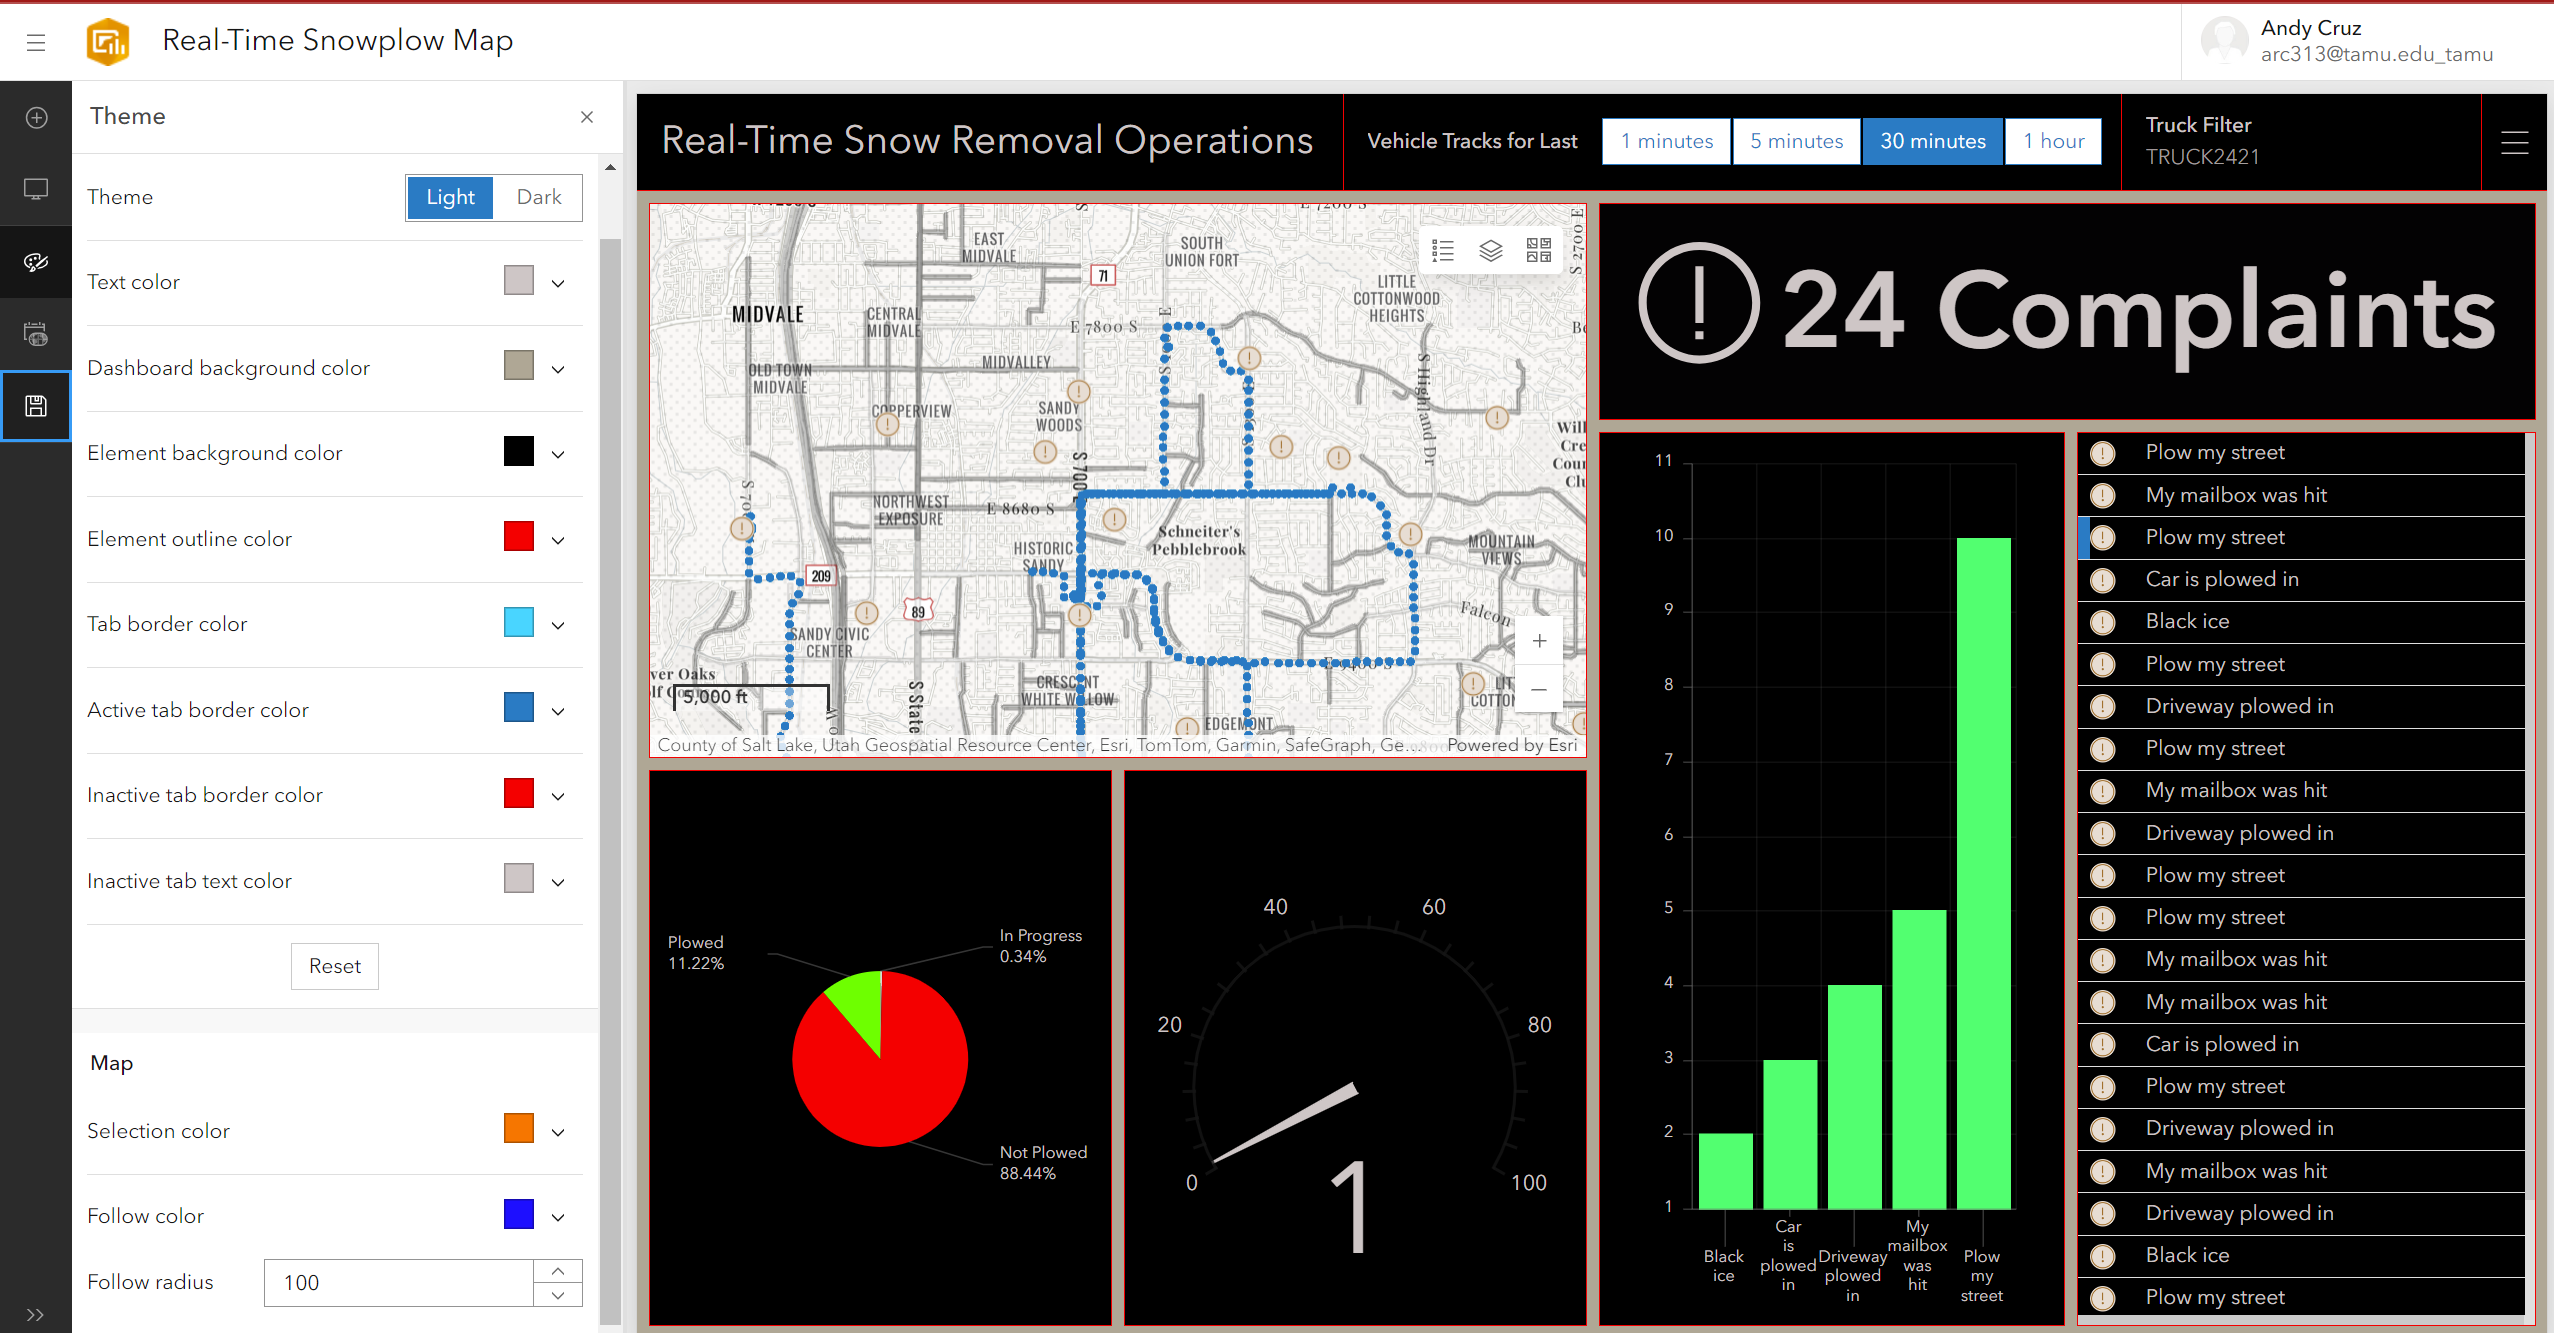 Real-Time Snowplow Map
Andy Cruz
arc313@tamu.edu_tamu
Theme
Theme
Light
Dark
Text color
Dashboard background color
Element background color
Element outline color
Tab border color
Active tab border color
Inactive tab border color
Inactive tab text color
Reset
Map
Selection color
Follow color
Follow radius
100
Real-Time Snow Removal Operations
Vehicle Tracks for Last
1 minutes
5 minutes
30 minutes
1 hour
Truck Filter
TRUCK2421
E 7200 S
S 2700 E
EAST
MIDVALE
SOUTH
UNION FORT
71
LITTLE
COTTONWOOD
HEIGHTS
MIDVALE
CENTRAL
MIDVALE
E 7800 S
MIDVALLEY
OLD TOWN
MIDVALE
S Highland Dr
COPPERVIEW
SANDY
WOODS
S 700 E
NORTHWEST
EXPOSURE
E 8680 S
Schneiter's
Pebblebrook
HISTORIC
SANDY
MOUNTAIN
VIEWS
209
89
Falcon
SANDY CIVIC
CENTER
E 9400 S
CRESCENT
WHITE WILLOW
S State
5,000 ft
EDGEMONT
County of Salt Lake, Utah Geospatial Resource Center, Esri, TomTom, Garmin, SafeGraph, Ge...
Powered by Esri
24 Complaints
Plowed
11.22%
In Progress
0.34%
Not Plowed
88.44%
0
20
40
60
80
100
1
11
10
9
8
7
6
5
4
3
2
1
Black
ice
Car
is
plowed
in
Driveway
plowed
in
My
mailbox
was
hit
Plow
my
street
Plow my street
My mailbox was hit
Plow my street
Car is plowed in
Black ice
Plow my street
Driveway plowed in
Plow my street
My mailbox was hit
Driveway plowed in
Plow my street
Plow my street
My mailbox was hit
My mailbox was hit
Car is plowed in
Plow my street
Driveway plowed in
My mailbox was hit
Driveway plowed in
Black ice
Plow my street